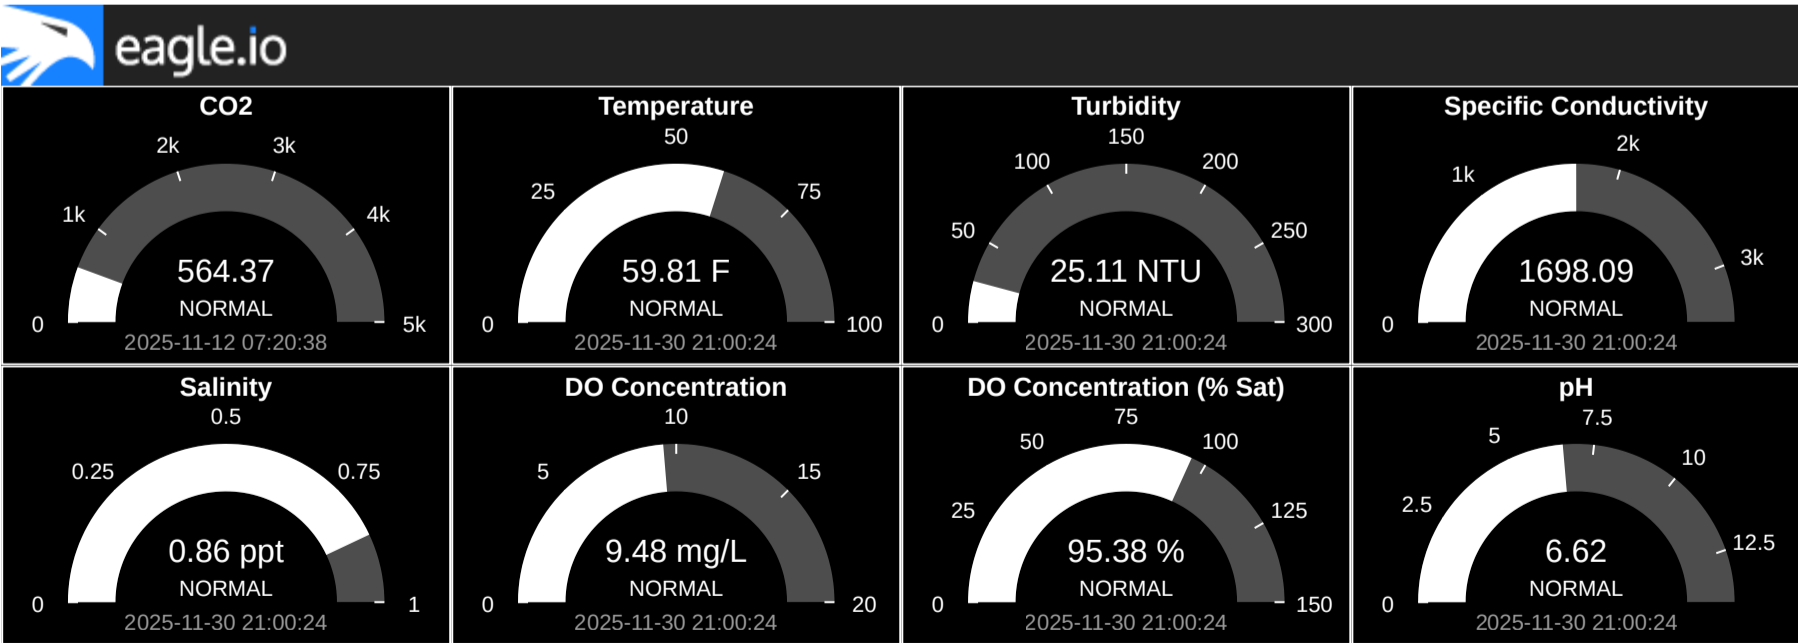 eagle.io
CO2
0
1k
2k
3k
4k
5k
564.37
NORMAL
2025-11-12 07:20:38
Temperature
0
25
50
75
100
59.81 F
NORMAL
2025-11-30 21:00:24
Turbidity
0
50
100
150
200
250
300
25.11 NTU
NORMAL
2025-11-30 21:00:24
Specific Conductivity
0
1k
2k
3k
1698.09
NORMAL
2025-11-30 21:00:24
Salinity
0
0.25
0.5
0.75
1
0.86 ppt
NORMAL
2025-11-30 21:00:24
DO Concentration
0
5
10
15
20
9.48 mg/L
NORMAL
2025-11-30 21:00:24
DO Concentration (% Sat)
0
25
50
75
100
125
150
95.38 %
NORMAL
2025-11-30 21:00:24
pH
0
2.5
5
7.5
10
12.5
6.62
NORMAL
2025-11-30 21:00:24